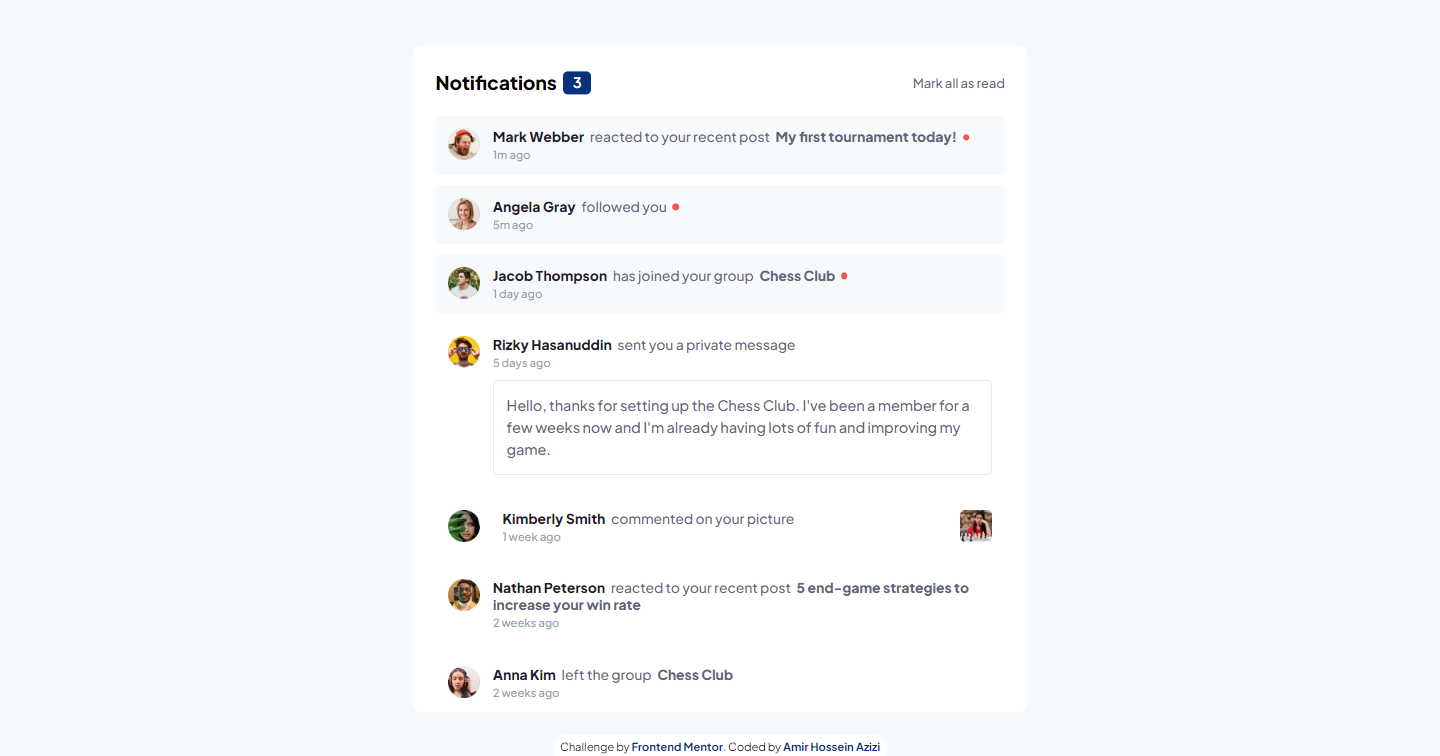 Notifications 3
Mark all as read
Mark Webber reacted to your recent post My first tournament today!
1m ago
Angela Gray followed you
5m ago
Jacob Thompson has joined your group Chess Club
1 day ago
Rizky Hasanuddin sent you a private message
5 days ago
Hello, thanks for setting up the Chess Club. I've been a member for a
few weeks now and I'm already having lots of fun and improving my
game.
Kimberly Smith commented on your picture
1 week ago
Nathan Peterson reacted to your recent post 5 end-game strategies to
increase your win rate
2 weeks ago
Anna Kim left the group Chess Club
2 weeks ago
Challenge by Frontend Mentor. Coded by Amir Hossein Azizi